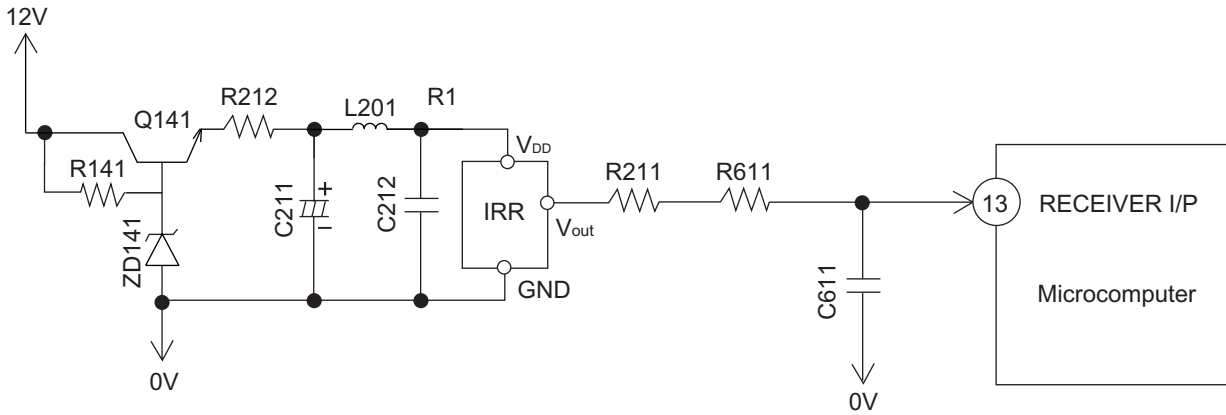 12V
Q141
R212
L201
R1
R141
ZD141
C211
+
−
C212
VDD
IRR
Vout
GND
R211
R611
C611
13
RECEIVER I/P
Microcomputer
0V
0V